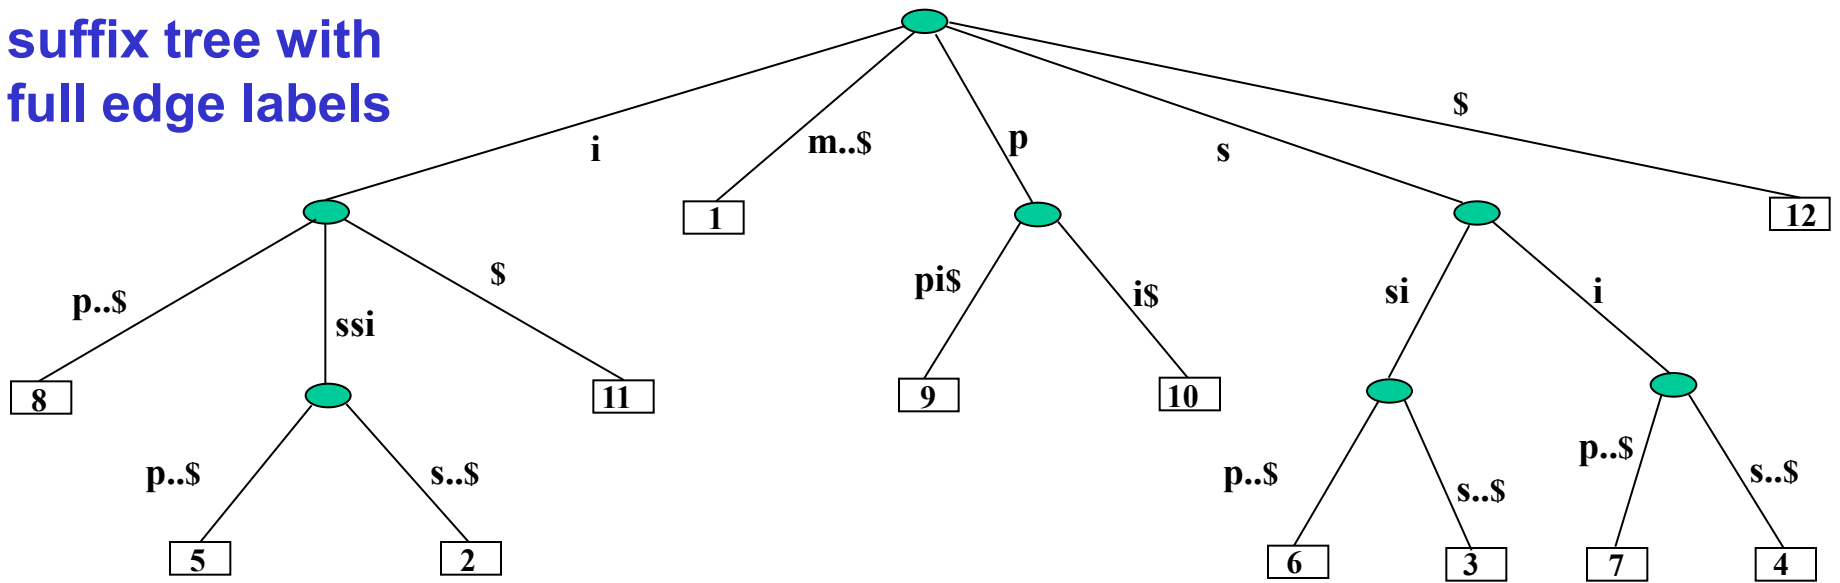 suffix tree with
full edge labels
$
i
m..$
p
s
1
12
p..$
ssi
$
pi$
i$
si
i
8
11
9
10
p..$
s..$
p..$
s..$
p..$
s..$
5
2
6
3
7
4